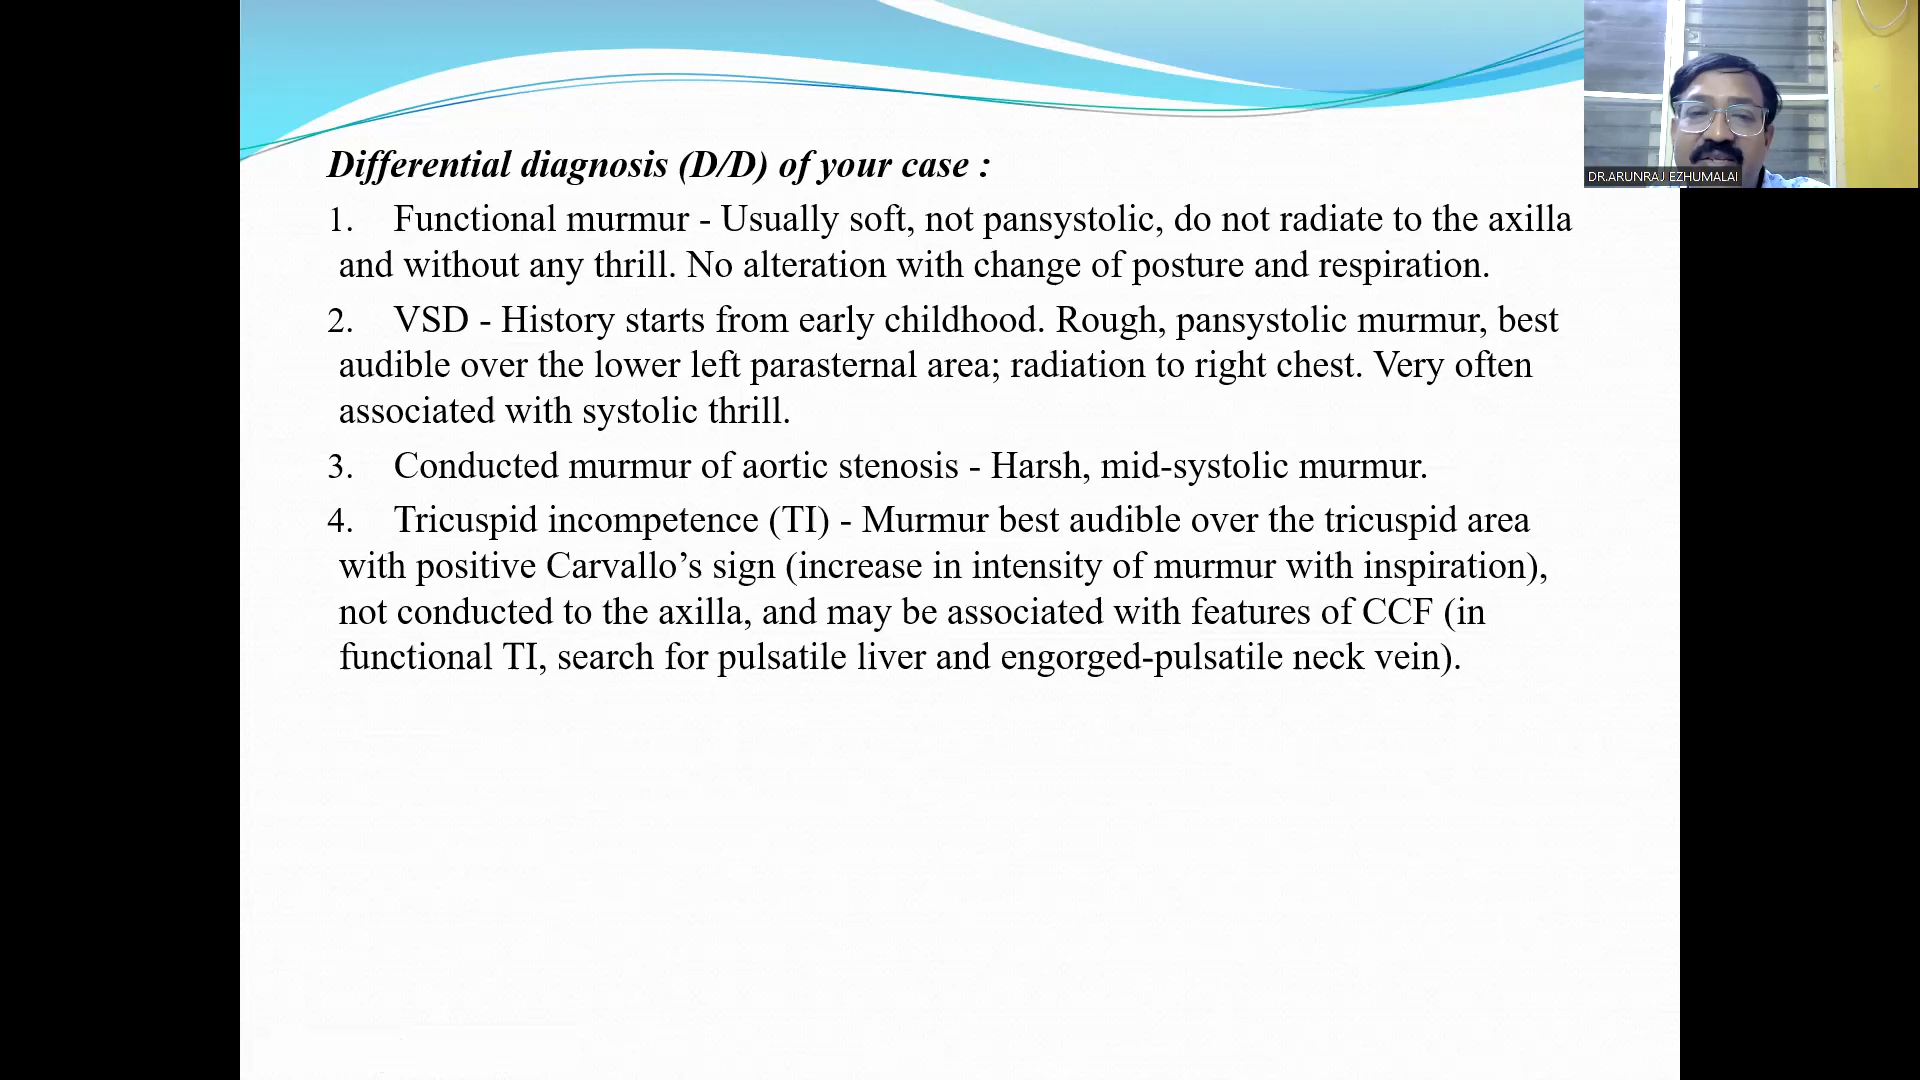 Differential diagnosis (D/D) of your case :
1. Functional murmur - Usually soft, not pansystolic, do not radiate to the axilla
and without any thrill. No alteration with change of posture and respiration.
2. VSD - History starts from early childhood. Rough, pansystolic murmur, best
audible over the lower left parasternal area; radiation to right chest. Very often
associated with systolic thrill.
3. Conducted murmur of aortic stenosis - Harsh, mid-systolic murmur.
4. Tricuspid incompetence (TI) - Murmur best audible over the tricuspid area
with positive Carvallo’s sign (increase in intensity of murmur with inspiration),
not conducted to the axilla, and may be associated with features of CCF (in
functional TI, search for pulsatile liver and engorged-pulsatile neck vein).
DR.ARUNRAJ EZHUMALAI